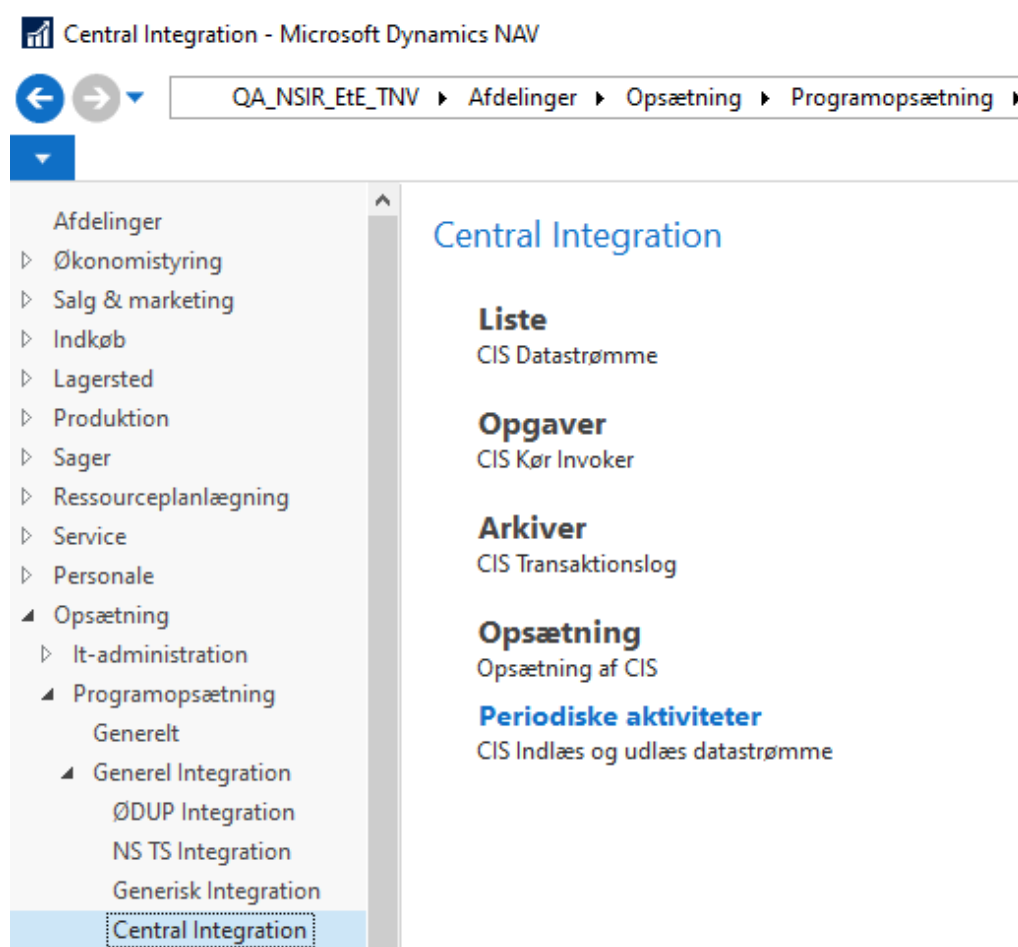 Central Integration - Microsoft Dynamics NAV
QA_NSIR_EtE_TNV ▸ Afdelinger ▸ Opsætning ▸ Programopsætning ▸
Afdelinger
Økonomistyring
Salg & marketing
Indkøb
Lagersted
Produktion
Sager
Ressourceplanlægning
Service
Personale
Opsætning
It-administration
Programopsætning
Generelt
Generel Integration
ØDUP Integration
NS TS Integration
Generisk Integration
Central Integration
Central Integration
Liste
CIS Datastrømme
Opgaver
CIS Kør Invoker
Arkiver
CIS Transaktionslog
Opsætning
Opsætning af CIS
Periodiske aktiviteter
CIS Indlæs og udlæs datastrømme